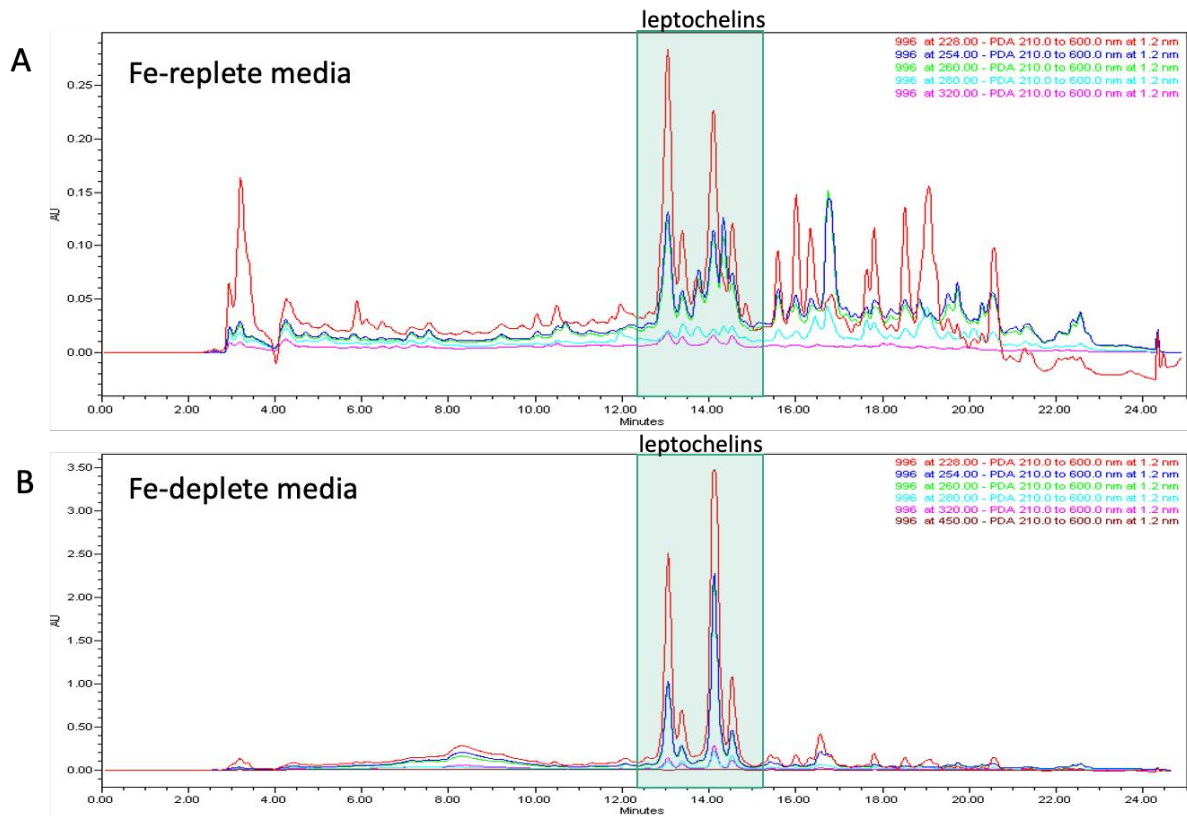 leptochelins
A
Fe-replete media
996 at 228.00 - PDA 210.0 to 600.0 nm at 1.2 nm
996 at 254.00 - PDA 210.0 to 600.0 nm at 1.2 nm
996 at 260.00 - PDA 210.0 to 600.0 nm at 1.2 nm
996 at 280.00 - PDA 210.0 to 600.0 nm at 1.2 nm
996 at 320.00 - PDA 210.0 to 600.0 nm at 1.2 nm
0.25
0.20
0.15
0.10
0.05
0.00
AU
0.00 2.00 4.00 6.00 8.00 10.00 12.00 14.00 16.00 18.00 20.00 22.00 24.00
Minutes
leptochelins
B
Fe-deplete media
996 at 228.00 - PDA 210.0 to 600.0 nm at 1.2 nm
996 at 254.00 - PDA 210.0 to 600.0 nm at 1.2 nm
996 at 260.00 - PDA 210.0 to 600.0 nm at 1.2 nm
996 at 280.00 - PDA 210.0 to 600.0 nm at 1.2 nm
996 at 320.00 - PDA 210.0 to 600.0 nm at 1.2 nm
996 at 450.00 - PDA 210.0 to 600.0 nm at 1.2 nm
3.50
3.00
2.50
2.00
1.50
1.00
0.50
0.00
AU
0.00 2.00 4.00 6.00 8.00 10.00 12.00 14.00 16.00 18.00 20.00 22.00 24.00
Minutes